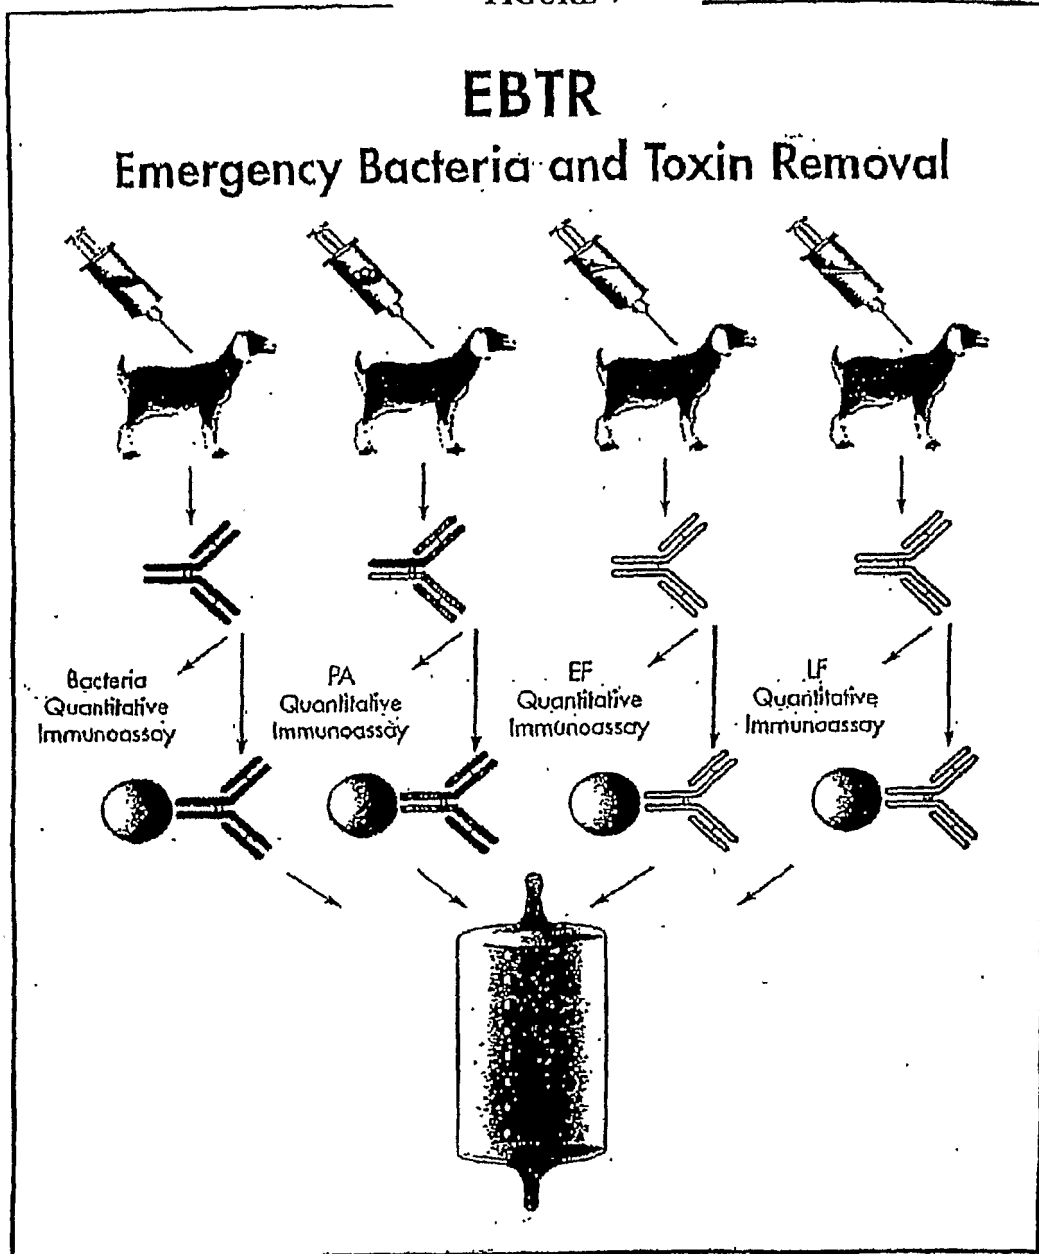 EBTR
Emergency Bacteria and Toxin Removal
Bacteria
Quantitative
Immunoassay
PA
Quantitative
Immunoassay
EF
Quantitative
Immunoassay
LF
Quantitative
Immunoassay